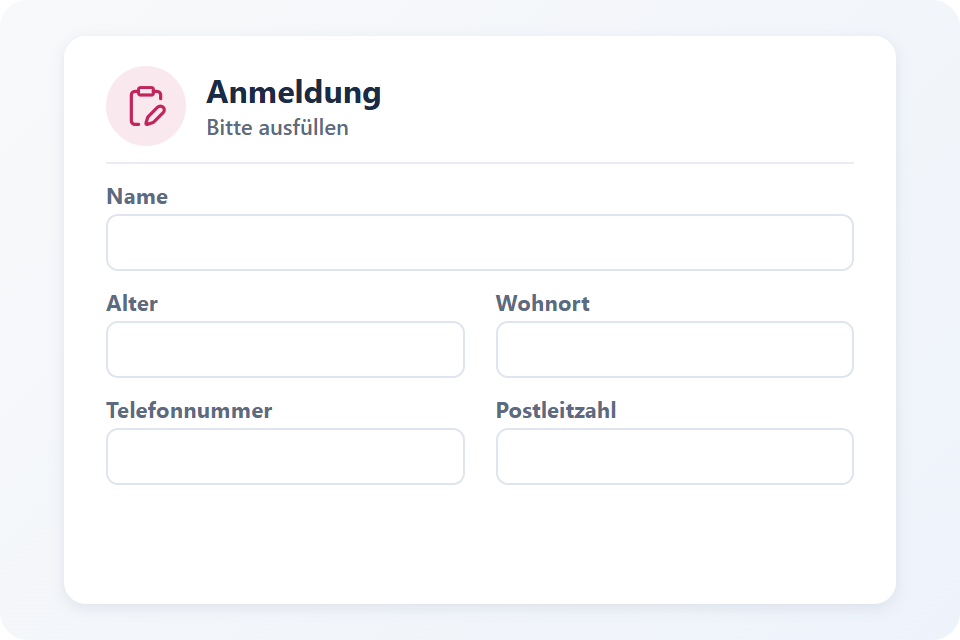 Anmeldung
Bitte ausfüllen
Name
Alter
Wohnort
Telefonnummer
Postleitzahl